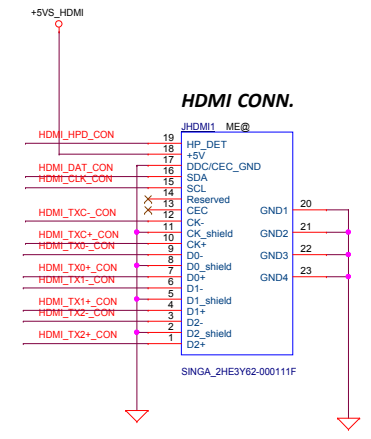 +5VS_HDMI
HDMI CONN.
JHDMI1 ME@
HDMI_HPD_CON 19 HP_DET
18 +5V
17 DDC/CEC_GND
HDMI_DAT_CON 16 SDA
HDMI_CLK_CON 15 SCL
14 Reserved
13 CEC GND1 20
HDMI_TXC-_CON 12 CK-
11 CK_shield GND2 21
HDMI_TXC+_CON 10 CK+
HDMI_TX0-_CON 9 D0- GND3 22
8 D0_shield
HDMI_TX0+_CON 7 D0+ GND4 23
HDMI_TX1-_CON 6 D1-
5 D1_shield
HDMI_TX1+_CON 4 D1+
HDMI_TX2-_CON 3 D2-
2 D2_shield
HDMI_TX2+_CON 1 D2+
SINGA_2HE3Y62-000111F